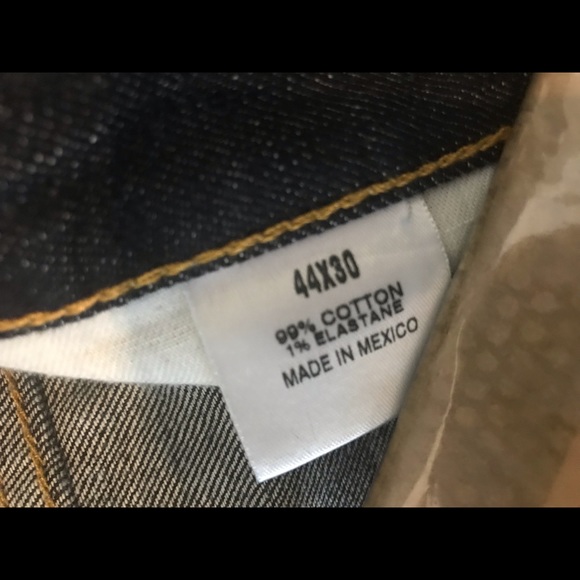 44X30
99% COTTON
1% ELASTANE
MADE IN MEXICO